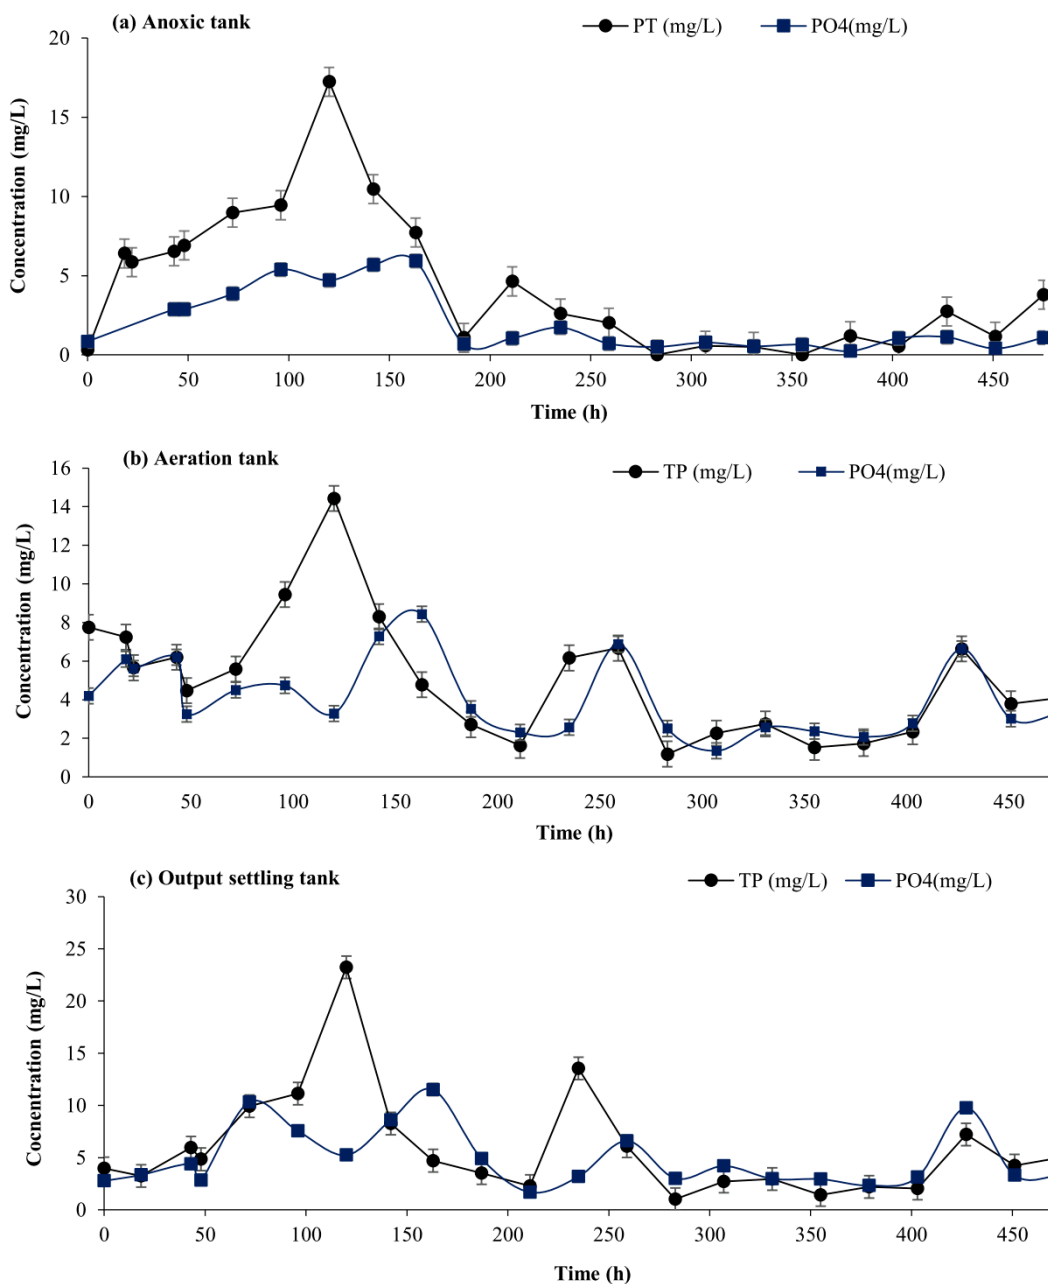 (a) Anoxic tank
PT (mg/L)
PO4(mg/L)
20
15
10
5
0
Concentration (mg/L)
0 50 100 150 200 250 300 350 400 450
Time (h)
(b) Aeration tank
TP (mg/L)
PO4(mg/L)
16
14
12
10
8
6
4
2
0
Concentration (mg/L)
0 50 100 150 200 250 300 350 400 450
Time (h)
(c) Output settling tank
TP (mg/L)
PO4(mg/L)
30
25
20
15
10
5
0
Cocnentration (mg/L)
0 50 100 150 200 250 300 350 400 450
Time (h)